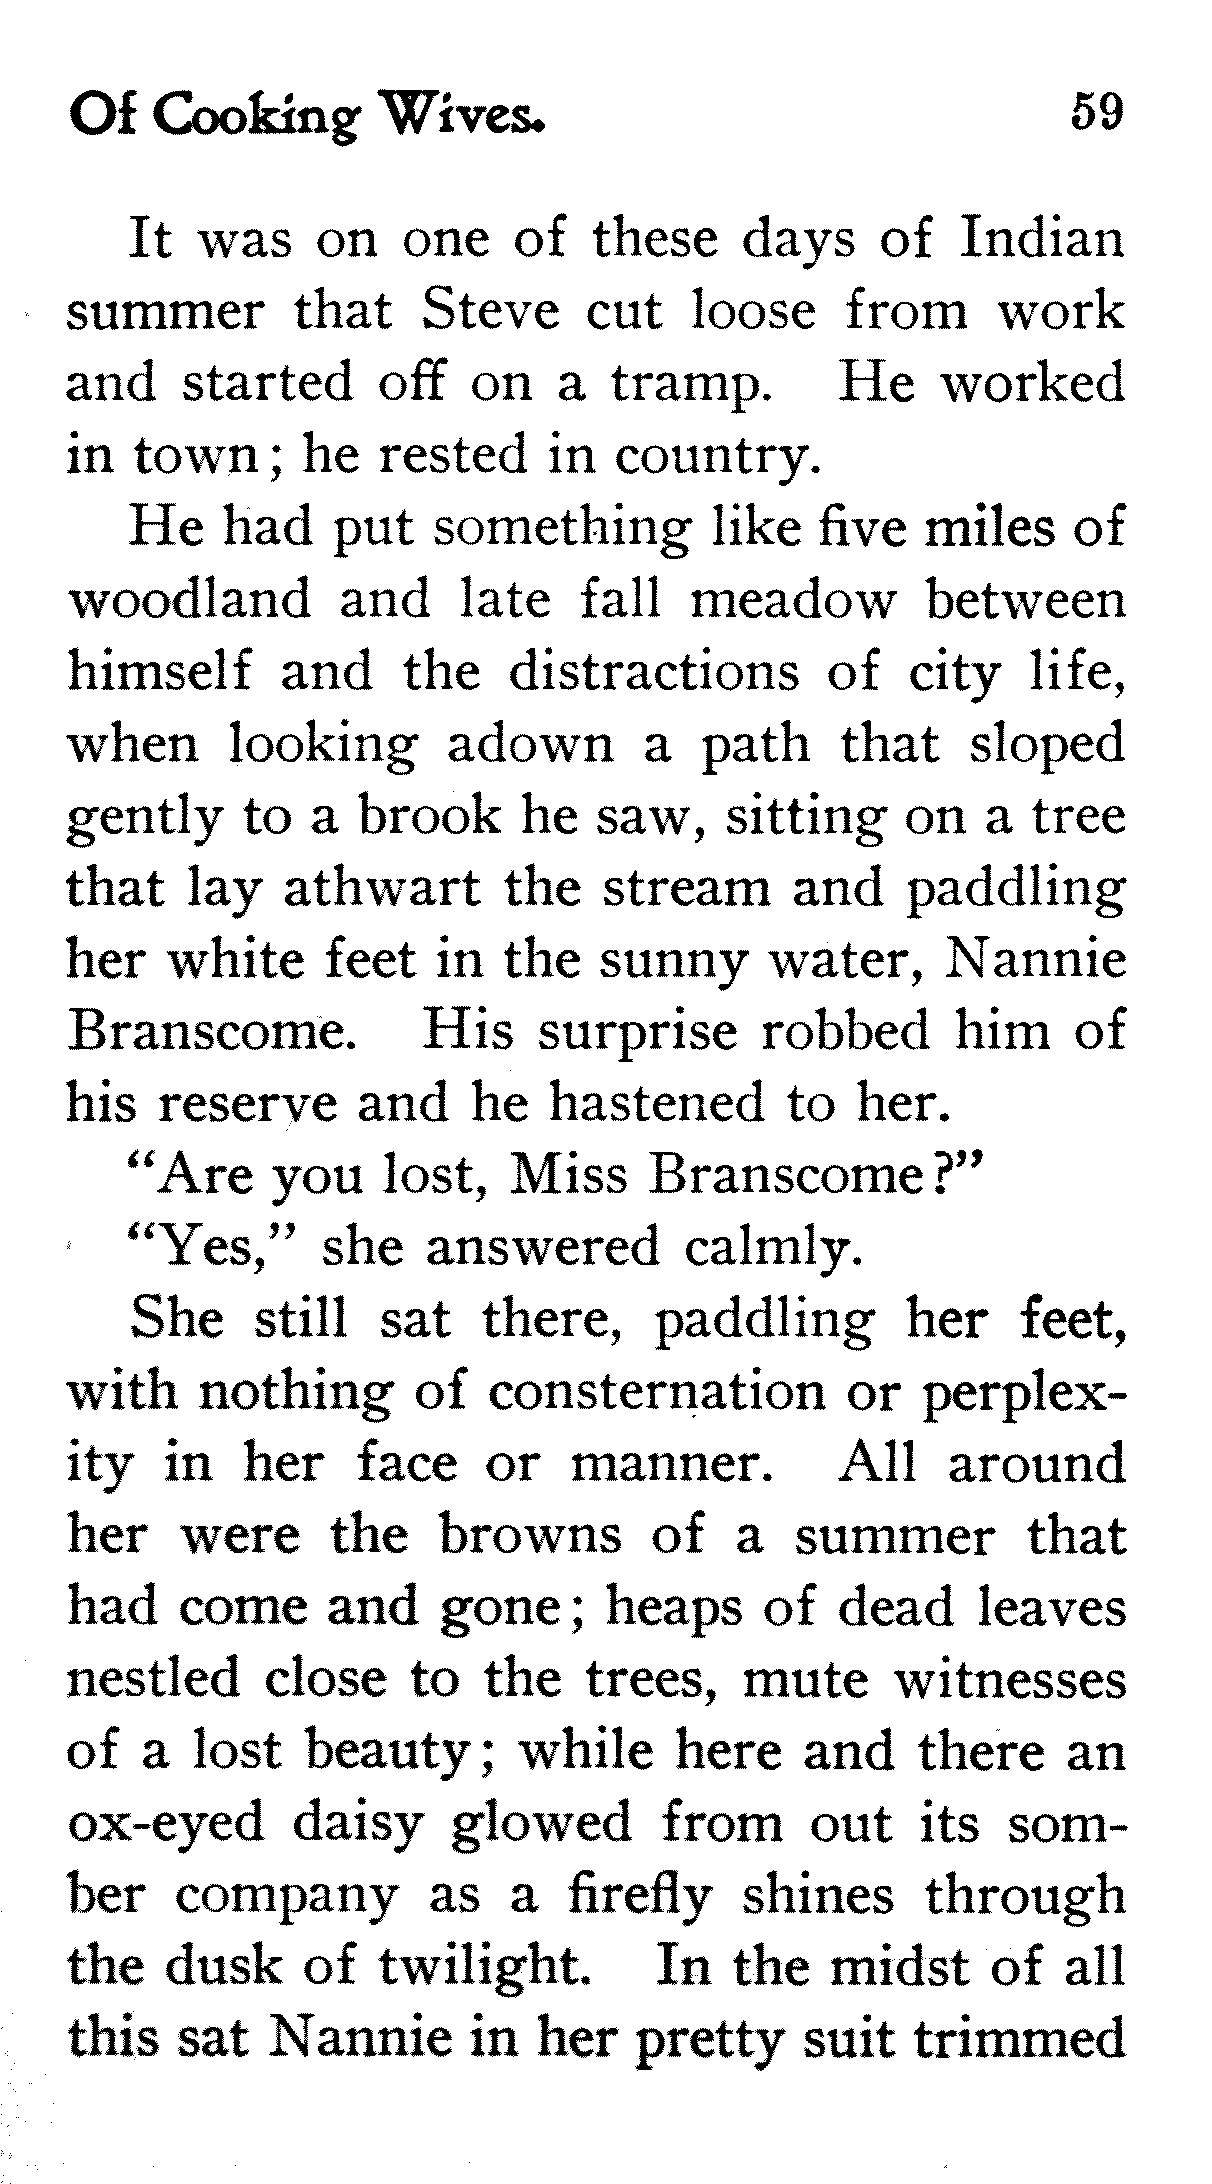 Of Cooking Wives. 59
It was on one of these days of Indian
summer that Steve cut loose from work
and started off on a tramp. He worked
in town; he rested in country.
He had put something like five miles of
woodland and late fall meadow between
himself and the distractions of city life,
when looking adown a path that sloped
gently to a brook he saw, sitting on a tree
that lay athwart the stream and paddling
her white feet in the sunny water, Nannie
Branscome. His surprise robbed him of
his reserve and he hastened to her.
“Are you lost, Miss Branscome?”
“Yes,” she answered calmly.
She still sat there, paddling her feet,
with nothing of consternation or perplex-
ity in her face or manner. All around
her were the browns of a summer that
had come and gone; heaps of dead leaves
nestled close to the trees, mute witnesses
of a lost beauty; while here and there an
ox-eyed daisy glowed from out its som-
ber company as a firefly shines through
the dusk of twilight. In the midst of all
this sat Nannie in her pretty suit trimmed